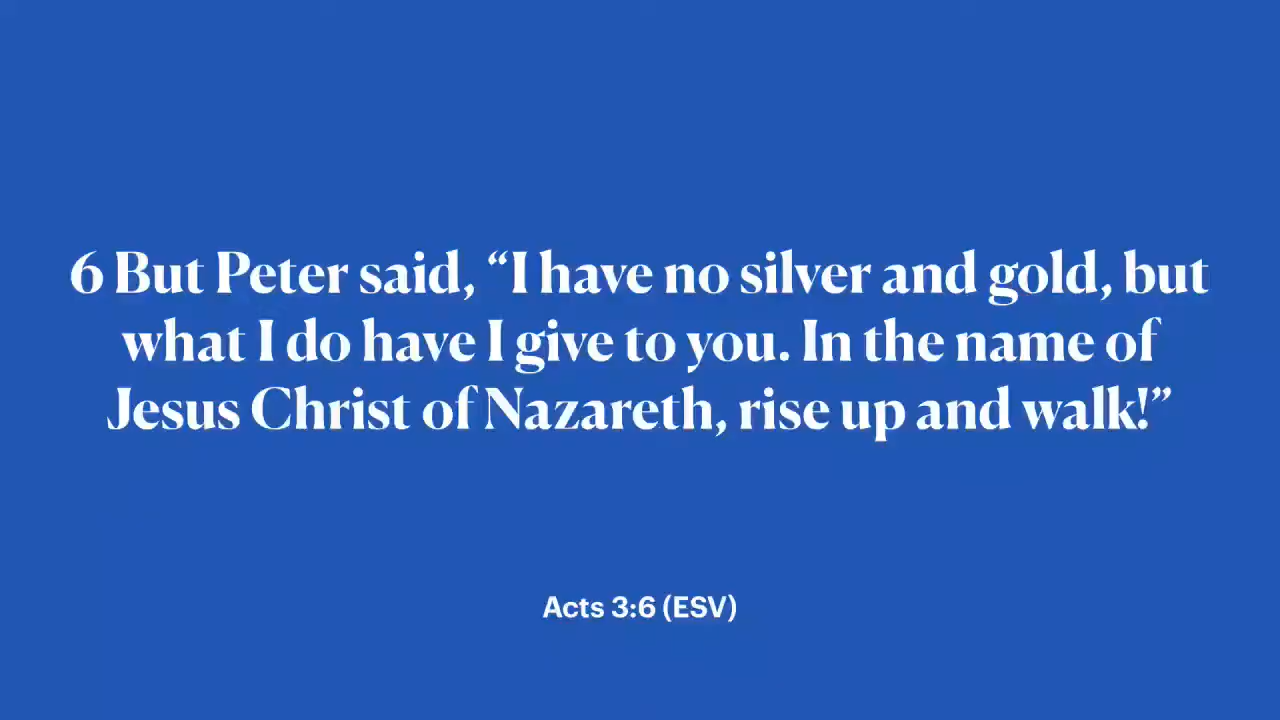 6 But Peter said, “I have no silver and gold, but
what I do have I give to you. In the name of
Jesus Christ of Nazareth, rise up and walk!”
Acts 3:6 (ESV)